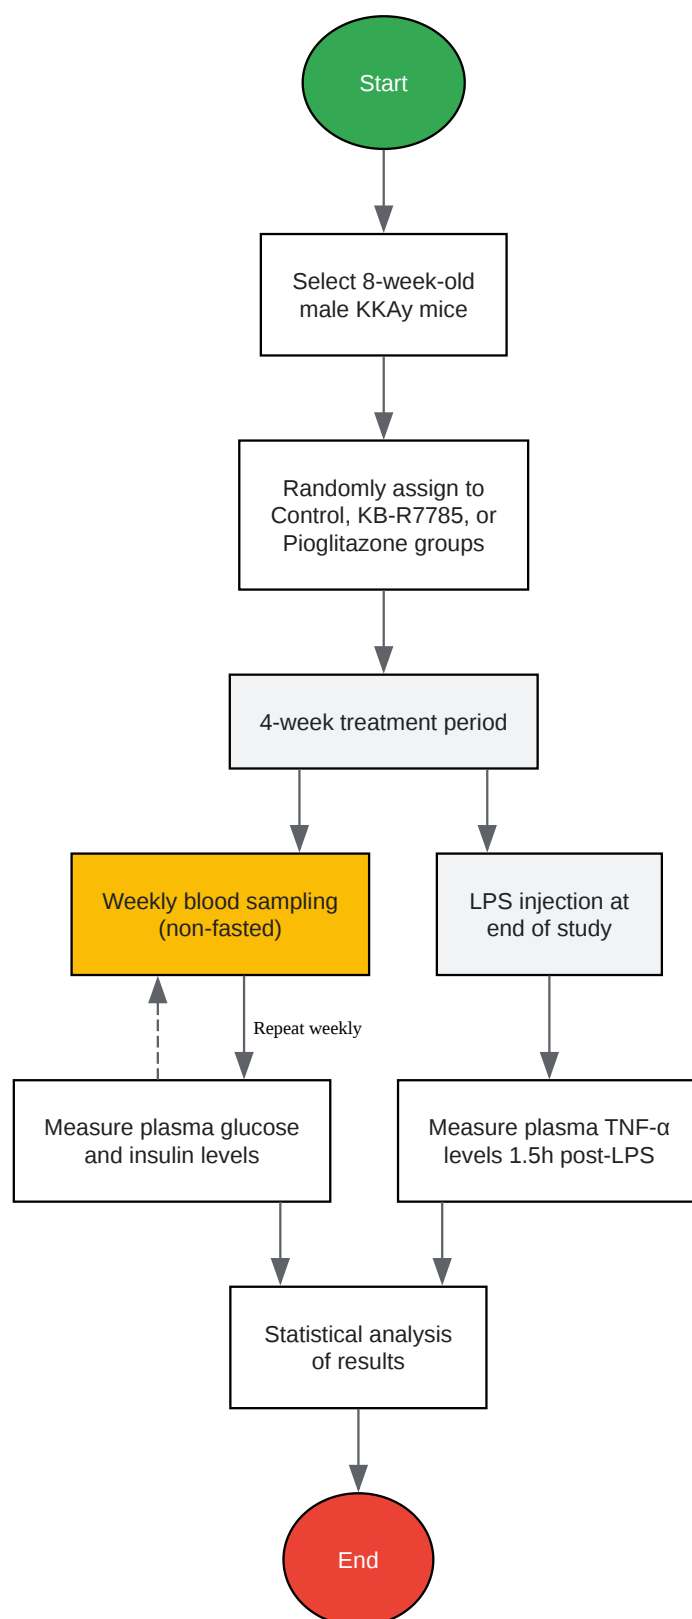 Start
Select 8-week-old
male KKAy mice
Randomly assign to
Control, KB-R7785, or
Pioglitazone groups
4-week treatment period
Weekly blood sampling
(non-fasted)
LPS injection at
end of study
Repeat weekly
Measure plasma glucose
and insulin levels
Measure plasma TNF-α
levels 1.5h post-LPS
Statistical analysis
of results
End